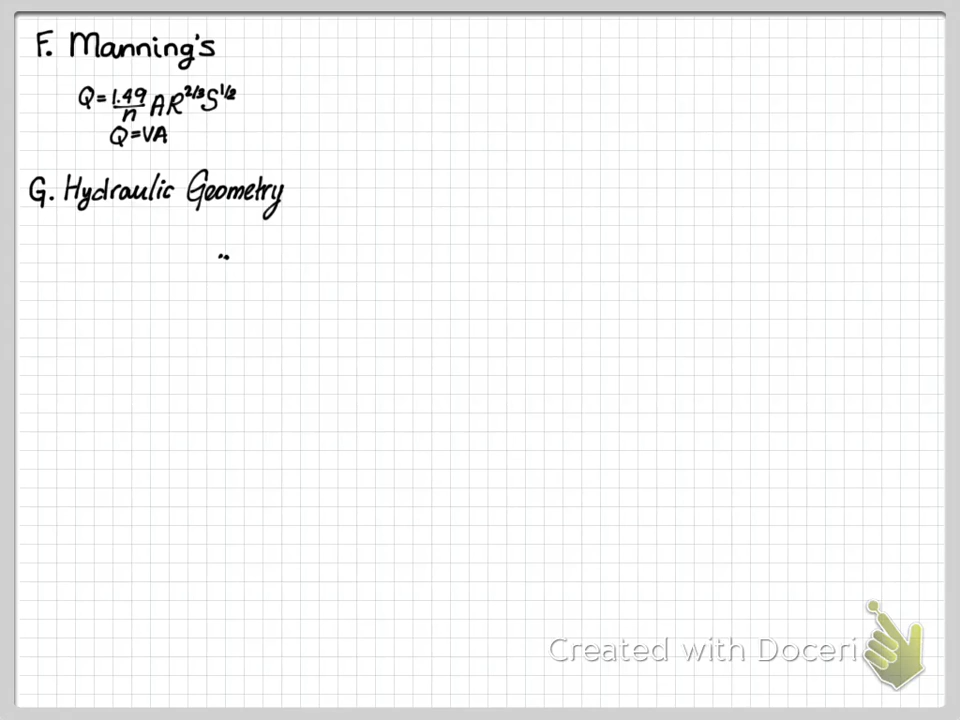 F. Manning's
Q = 1.49/n AR^2/3 S^1/2
Q = VA
G. Hydraulic Geometry
Created with Doceri